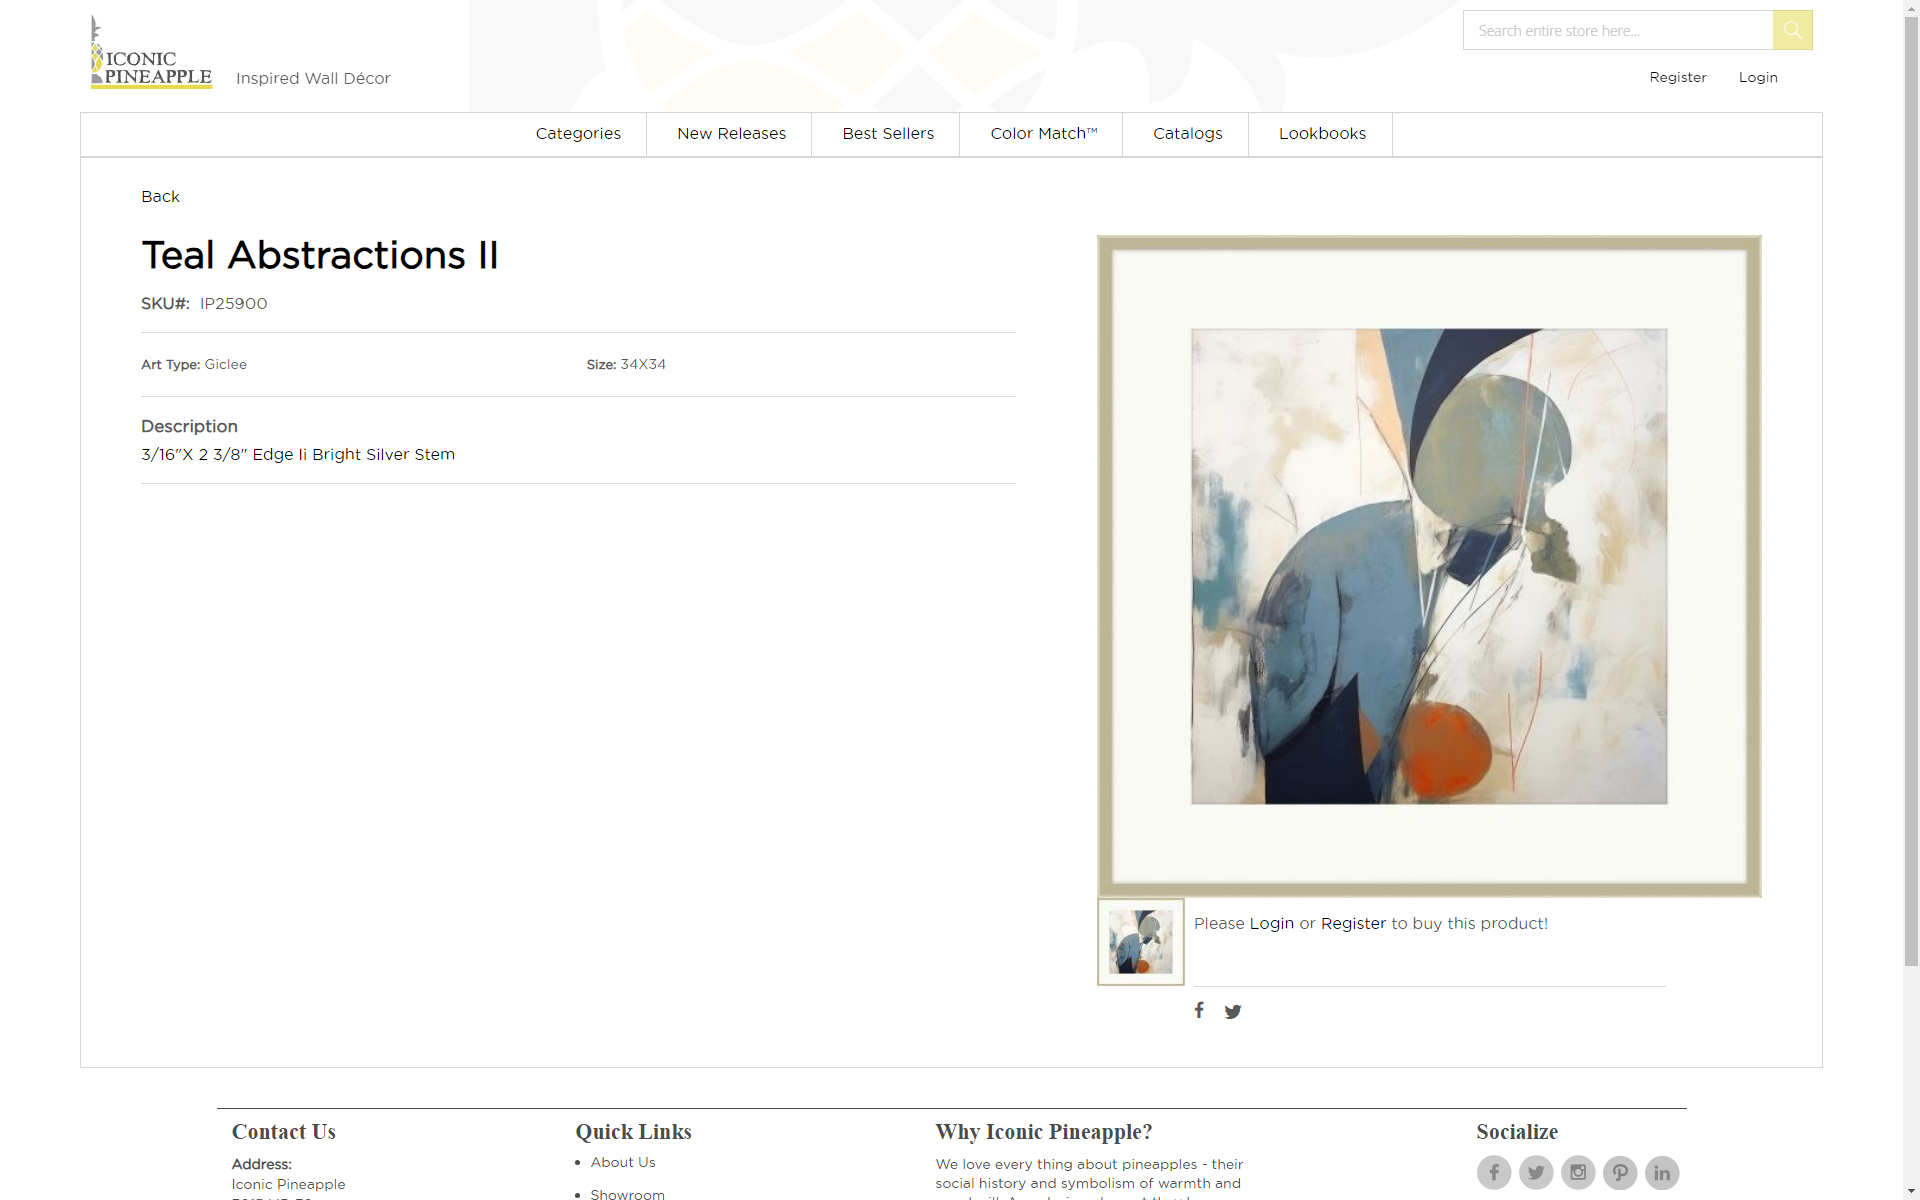 ICONIC
PINEAPPLE
Inspired Wall Décor
Search entire store here...
Register
Login
Categories
New Releases
Best Sellers
Color Match™
Catalogs
Lookbooks
Back
Teal Abstractions II
SKU#: IP25900
Art Type: Giclee
Size: 34X34
Description
3/16"X 2 3/8" Edge Ii Bright Silver Stem
Please Login or Register to buy this product!
Contact Us
Address:
Iconic Pineapple
Quick Links
About Us
Showroom
Why Iconic Pineapple?
We love every thing about pineapples - their
social history and symbolism of warmth and
Socialize